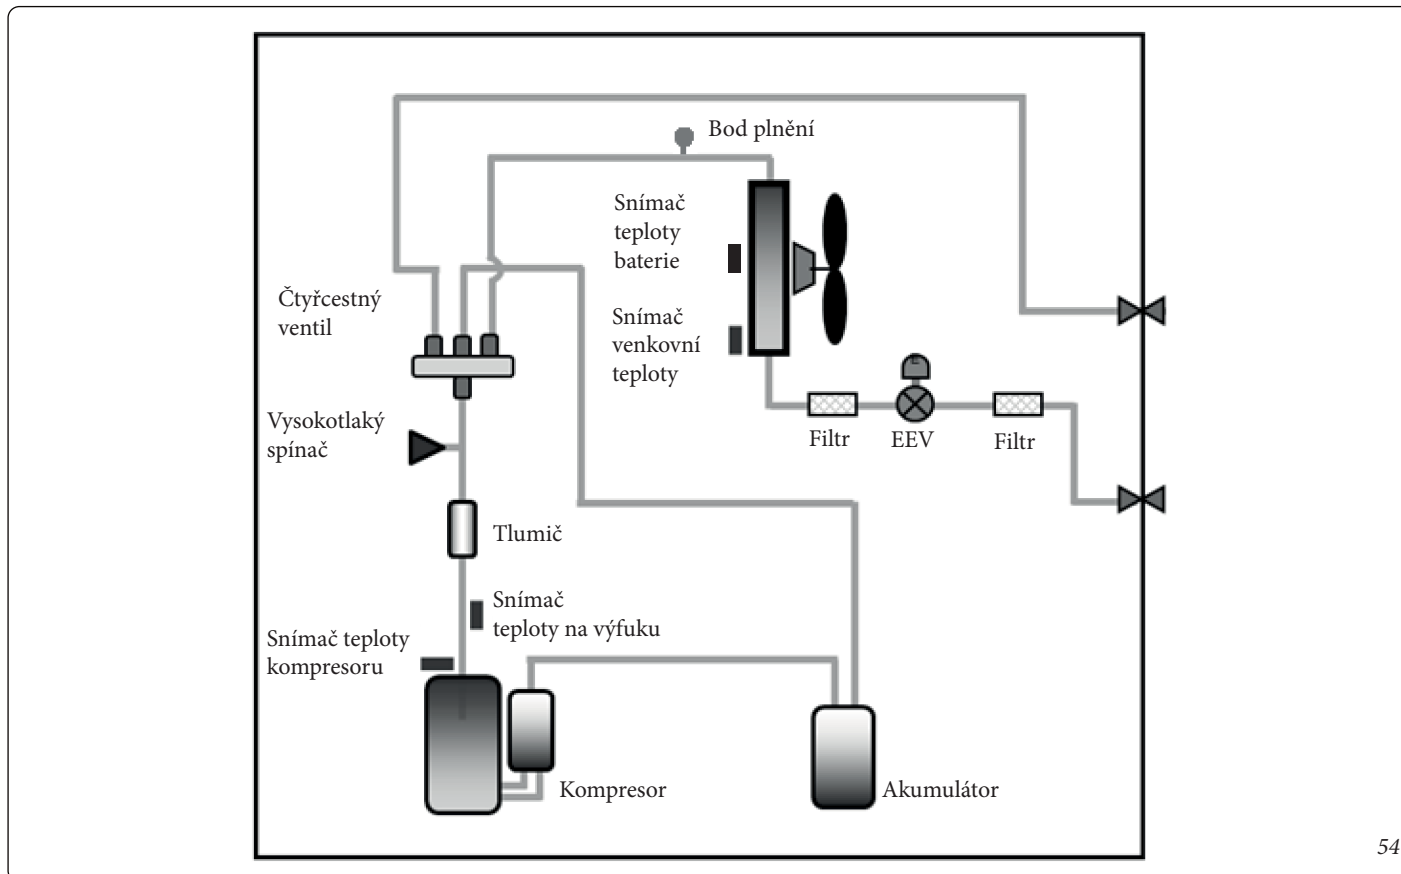 Bod plnění
Snímač
teploty
baterie
Čtyřcestný
ventil
Snímač
venkovní
teploty
E
Vysokotlaký
spínač
Filtr
EEV
Filtr
Tlumič
Snímač
teploty na výfuku
Snímač teploty
kompresoru
Kompresor
Akumulátor
54